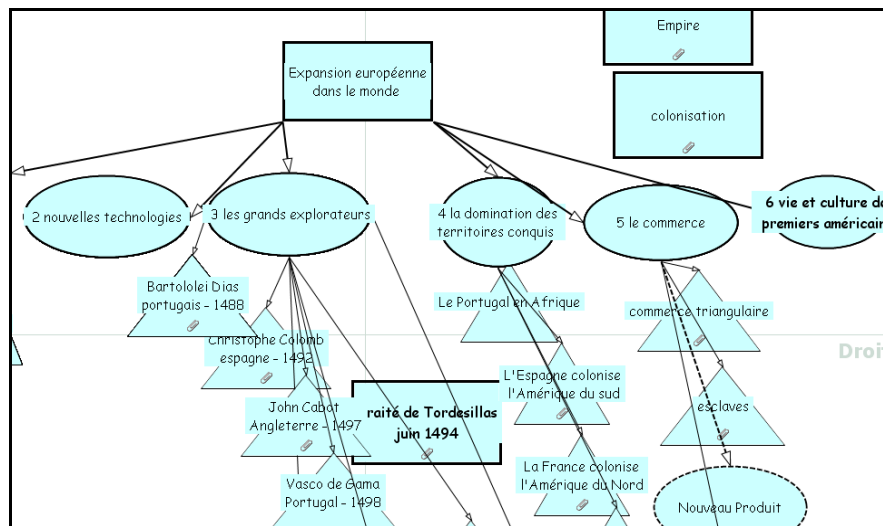 Empire
Expansion européenne
dans le monde
colonisation
2 nouvelles technologies
3 les grands explorateurs
4 la domination des
territoires conquis
5 le commerce
6 vie et culture de
premiers américain
Bartololei Dias
portugais - 1488
Le Portugal en Afrique
commerce triangulaire
Christophe Colomb
espagne - 1492
Droit
L'Espagne colonise
l'Amérique du sud
John Cabot
Angleterre - 1497
raité de Tordesillas
juin 1494
esclaves
La France colonise
l'Amérique du Nord
Vasco de Gama
Portugal - 1498
Nouveau Produit